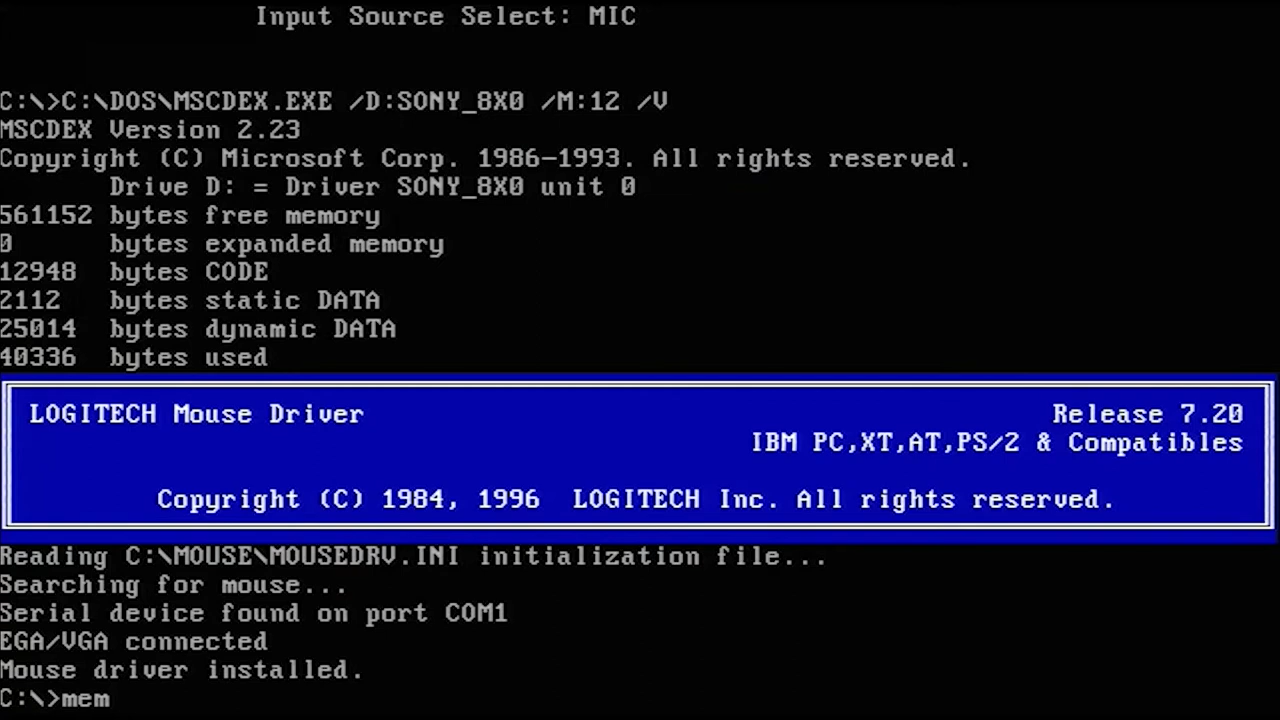 Input Source Select: MIC
C:\>C:\DOS\MSCDEX.EXE /D:SONY_8X0 /M:12 /V
MSCDEX Version 2.23
Copyright (C) Microsoft Corp. 1986-1993. All rights reserved.
Drive D: = Driver SONY_8X0 unit 0
561152 bytes free memory
0 bytes expanded memory
12948 bytes CODE
2112 bytes static DATA
25014 bytes dynamic DATA
40336 bytes used
LOGITECH Mouse Driver Release 7.20
IBM PC,XT,AT,PS/2 & Compatibles
Copyright (C) 1984, 1996 LOGITECH Inc. All rights reserved.
Reading C:\MOUSE\MOUSEDRV.INI initialization file...
Searching for mouse...
Serial device found on port COM1
EGA/VGA connected
Mouse driver installed.
C:\>mem